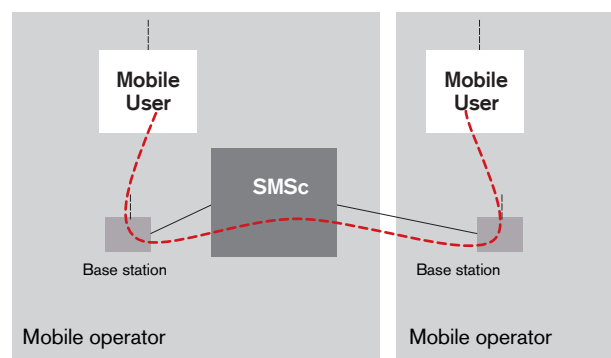 Mobile
User
Mobile
User
SMSc
Base station
Base station
Mobile operator
Mobile operator